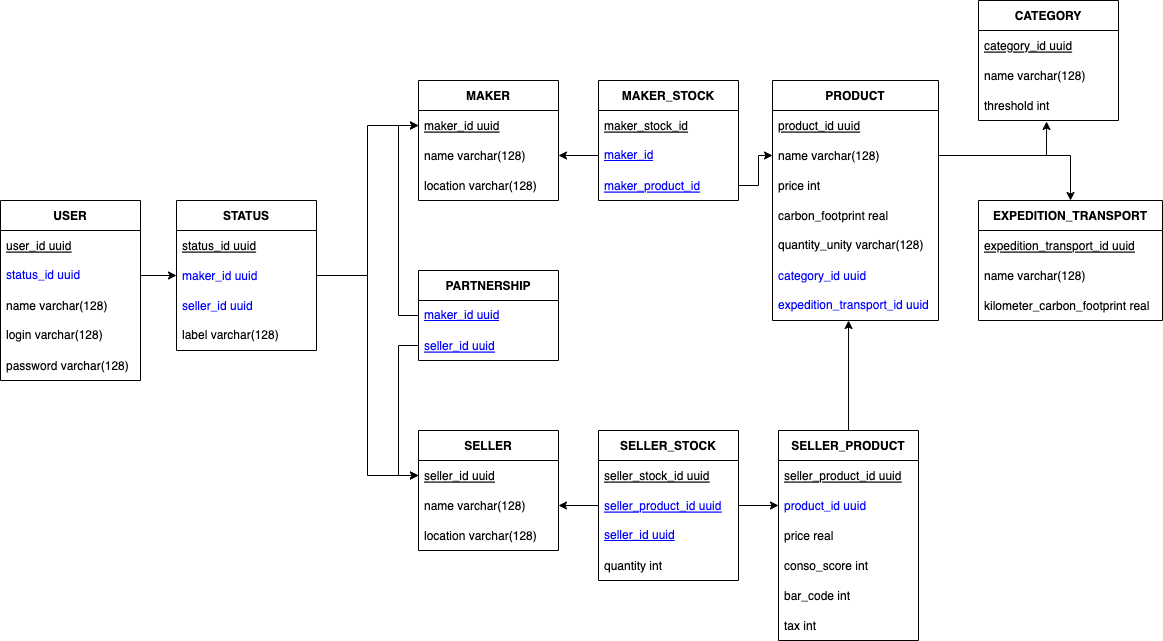 CATEGORY
category_id uuid
name varchar(128)
threshold int
MAKER
maker_id uuid
name varchar(128)
location varchar(128)
MAKER_STOCK
maker_stock_id
maker_id
maker_product_id
PRODUCT
product_id uuid
name varchar(128)
price int
carbon_footprint real
quantity_unity varchar(128)
category_id uuid
expedition_transport_id uuid
USER
user_id uuid
status_id uuid
name varchar(128)
login varchar(128)
password varchar(128)
STATUS
status_id uuid
maker_id uuid
seller_id uuid
label varchar(128)
EXPEDITION_TRANSPORT
expedition_transport_id uuid
name varchar(128)
kilometer_carbon_footprint real
PARTNERSHIP
maker_id uuid
seller_id uuid
SELLER
seller_id uuid
name varchar(128)
location varchar(128)
SELLER_STOCK
seller_stock_id uuid
seller_product_id uuid
seller_id uuid
quantity int
SELLER_PRODUCT
seller_product_id uuid
product_id uuid
price real
conso_score int
bar_code int
tax int